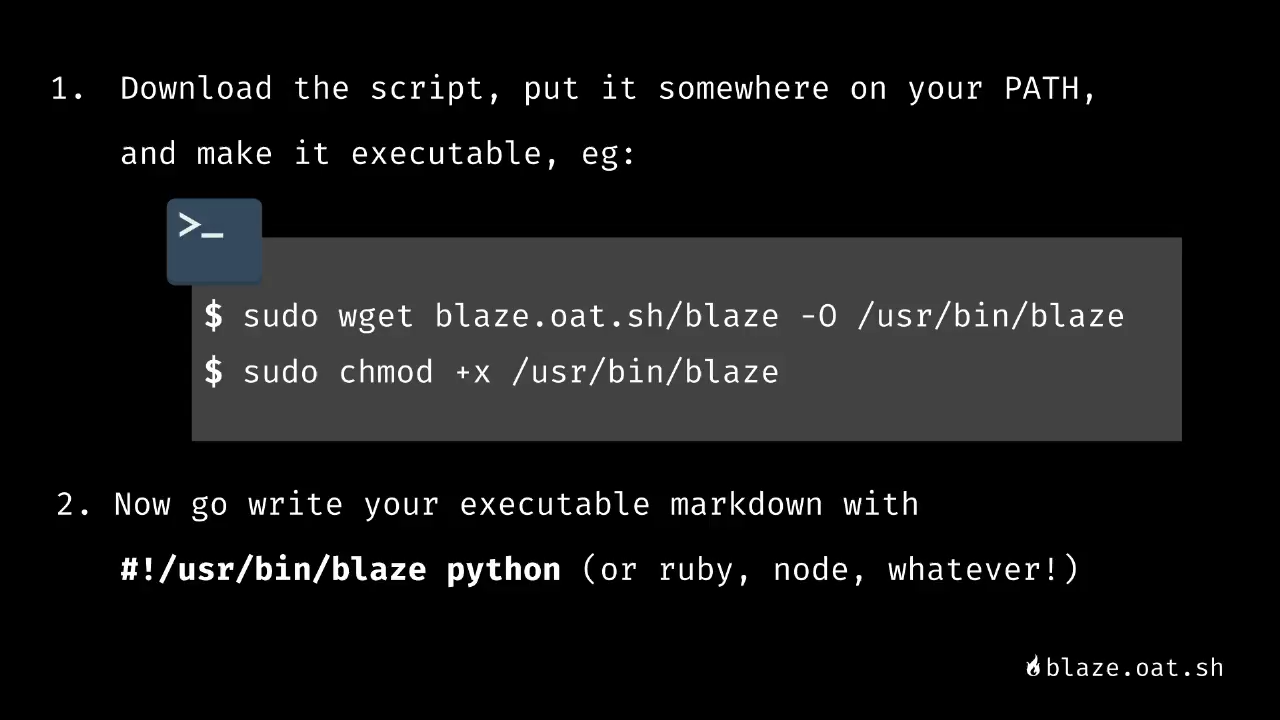 1. Download the script, put it somewhere on your PATH,
and make it executable, eg:
>_
$ sudo wget blaze.oat.sh/blaze -O /usr/bin/blaze
$ sudo chmod +x /usr/bin/blaze
2. Now go write your executable markdown with
#!/usr/bin/blaze python (or ruby, node, whatever!)
blaze.oat.sh